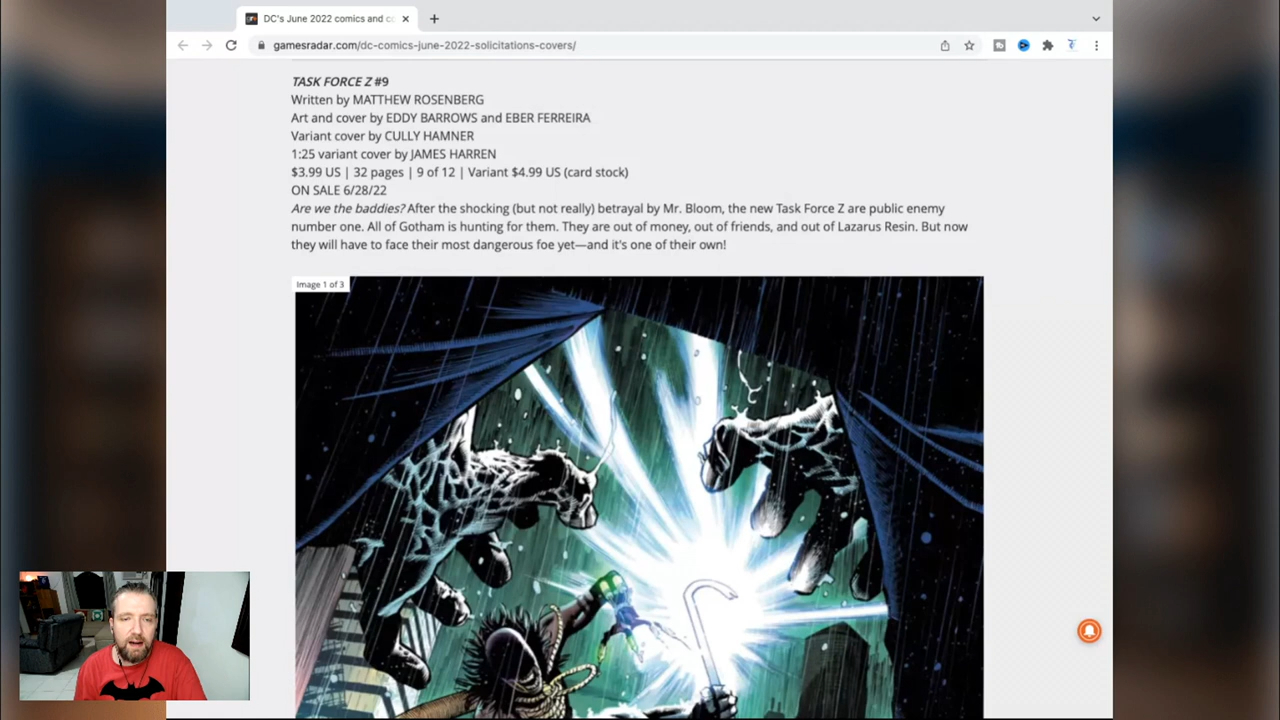 DC's June 2022 comics and co
gamesradar.com/dc-comics-june-2022-solicitations-covers/
TASK FORCE Z #9
Written by MATTHEW ROSENBERG
Art and cover by EDDY BARROWS and EBER FERREIRA
Variant cover by CULLY HAMNER
1:25 variant cover by JAMES HARREN
$3.99 US | 32 pages | 9 of 12 | Variant $4.99 US (card stock)
ON SALE 6/28/22
Are we the baddies? After the shocking (but not really) betrayal by Mr. Bloom, the new Task Force Z are public enemy
number one. All of Gotham is hunting for them. They are out of money, out of friends, and out of Lazarus Resin. But now
they will have to face their most dangerous foe yet—and it's one of their own!
Image 1 of 3